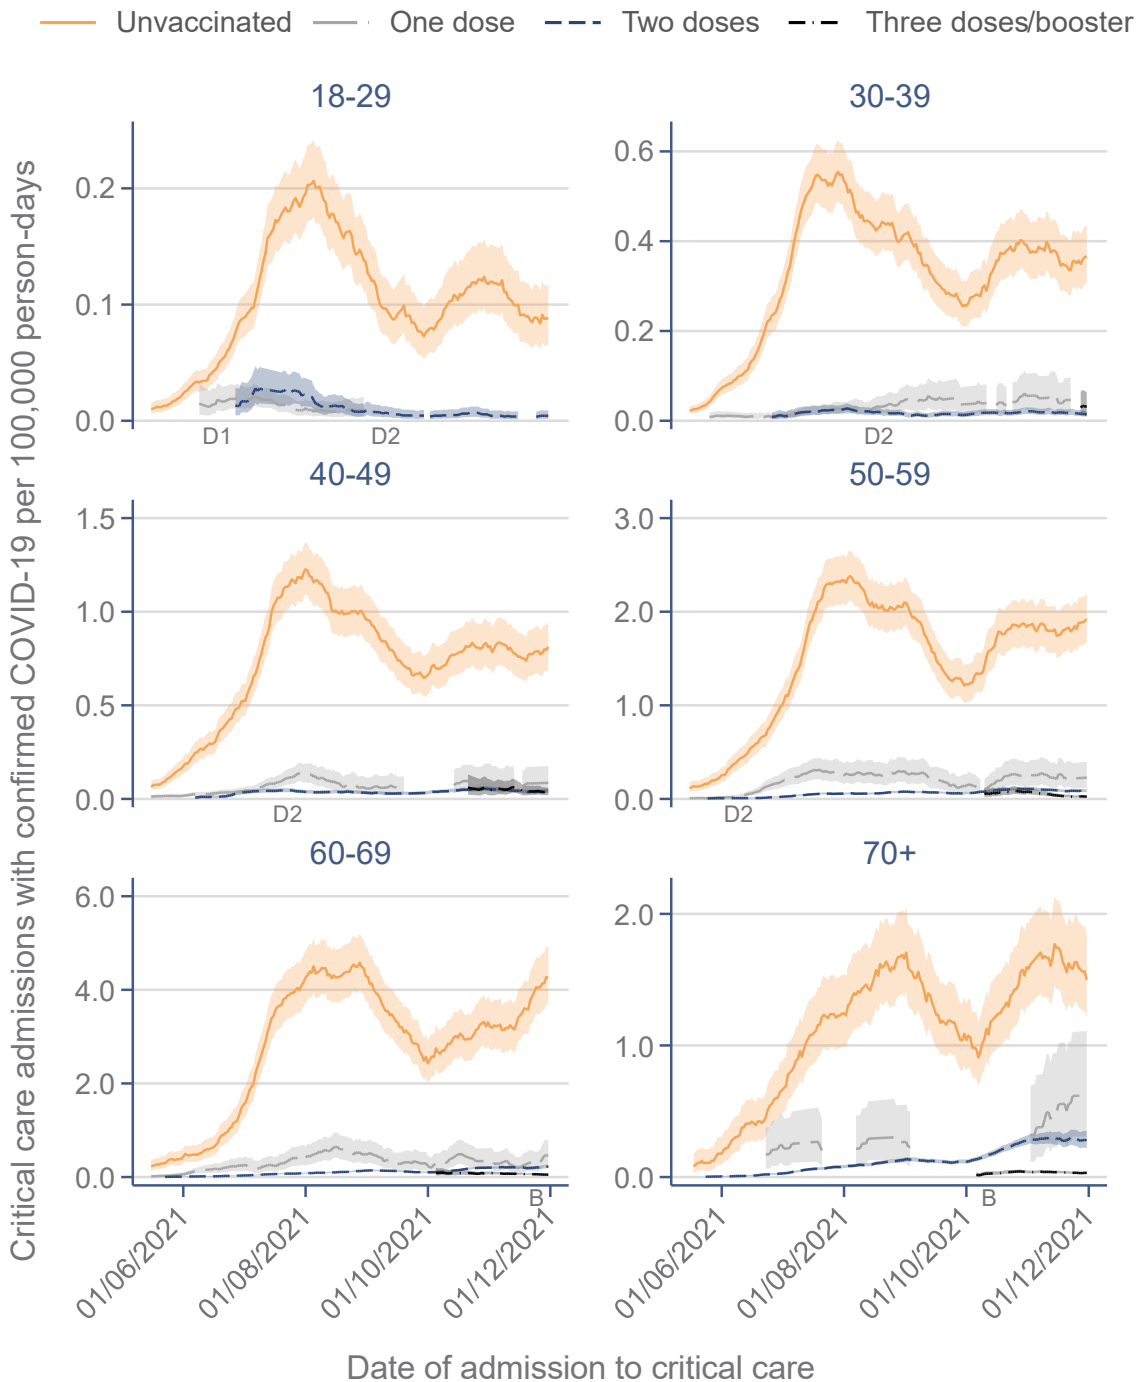 Unvaccinated One dose Two doses Three doses/booster
Critical care admissions with confirmed COVID-19 per 100,000 person-days
18-29
0.2
0.1
0.0
D1 D2
30-39
0.6
0.4
0.2
0.0
D2
40-49
1.5
1.0
0.5
0.0
D2
50-59
3.0
2.0
1.0
0.0
D2
60-69
6.0
4.0
2.0
0.0
B
01/06/2021 01/08/2021 01/10/2021 01/12/2021
70+
2.0
1.0
0.0
B
01/06/2021 01/08/2021 01/10/2021 01/12/2021
Date of admission to critical care